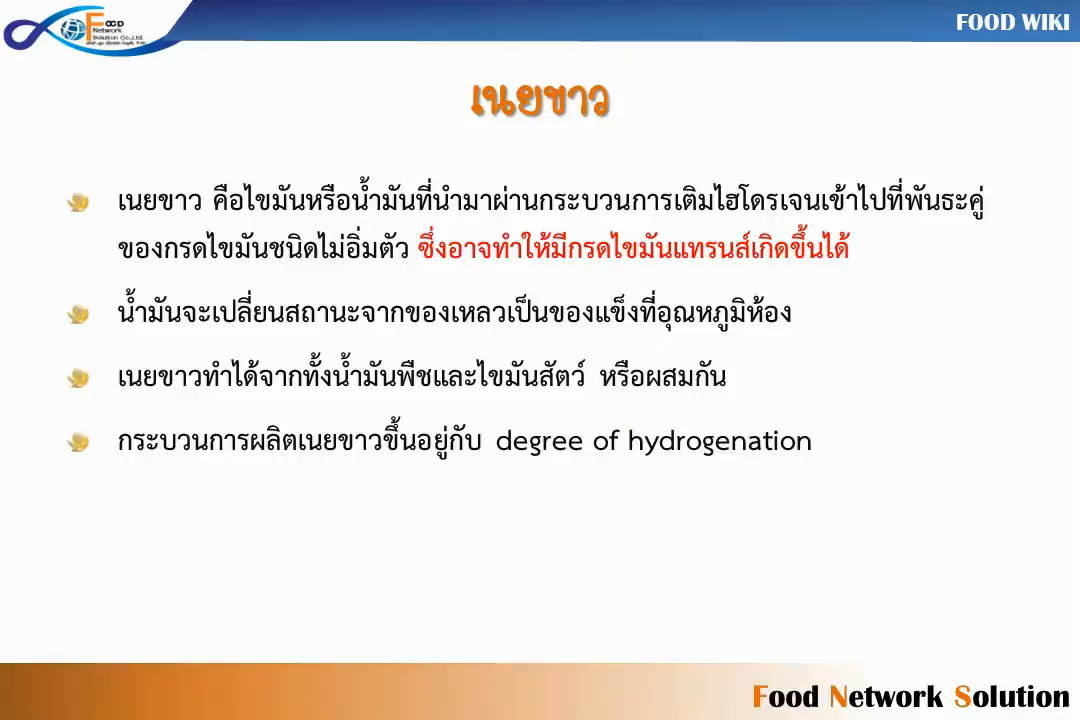 FOOD
Network
Solution Co.,Ltd.
FOOD WIKI
เนยขาว
เนยขาว คือไขมันหรือน้ำมันที่นำมาผ่านกระบวนการเติมไฮโดรเจนเข้าไปที่พันธะคู่
ของกรดไขมันชนิดไม่อิ่มตัว ซึ่งอาจทำให้มีกรดไขมันแทรนส์เกิดขึ้นได้
น้ำมันจะเปลี่ยนสถานะจากของเหลวเป็นของแข็งที่อุณหภูมิห้อง
เนยขาวทำได้จากทั้งน้ำมันพืชและไขมันสัตว์ หรือผสมกัน
กระบวนการผลิตเนยขาวขึ้นอยู่กับ degree of hydrogenation
Food Network Solution